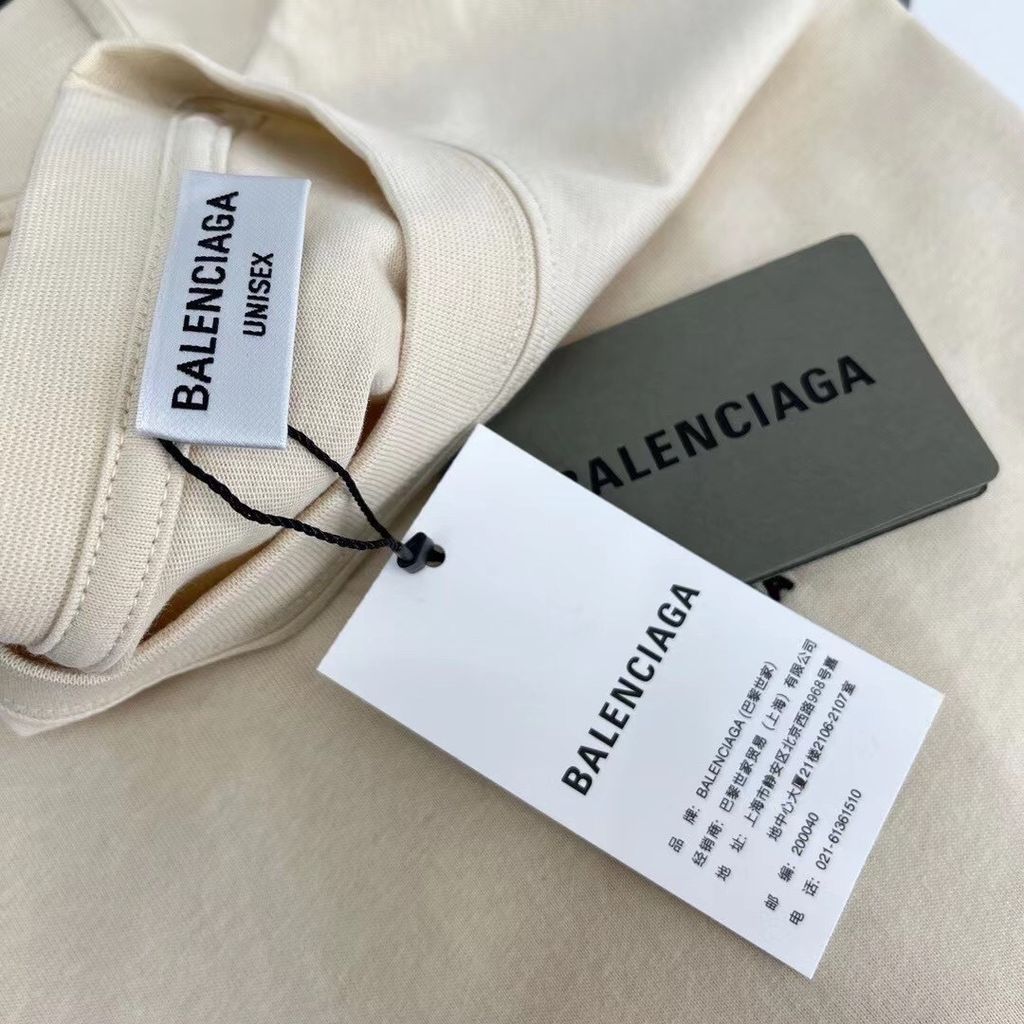 BALENCIAGA
UNISEX
BALENCIAGA
BALENCIAGA
品 牌: BALENCIAGA (巴黎世家)
经销商: 巴黎世家贸易（上海）有限公司
地 址: 上海市静安区北京西路968号嘉
地中心大厦21楼2106-2107室
邮 编: 200040
电 话: 021-61361510